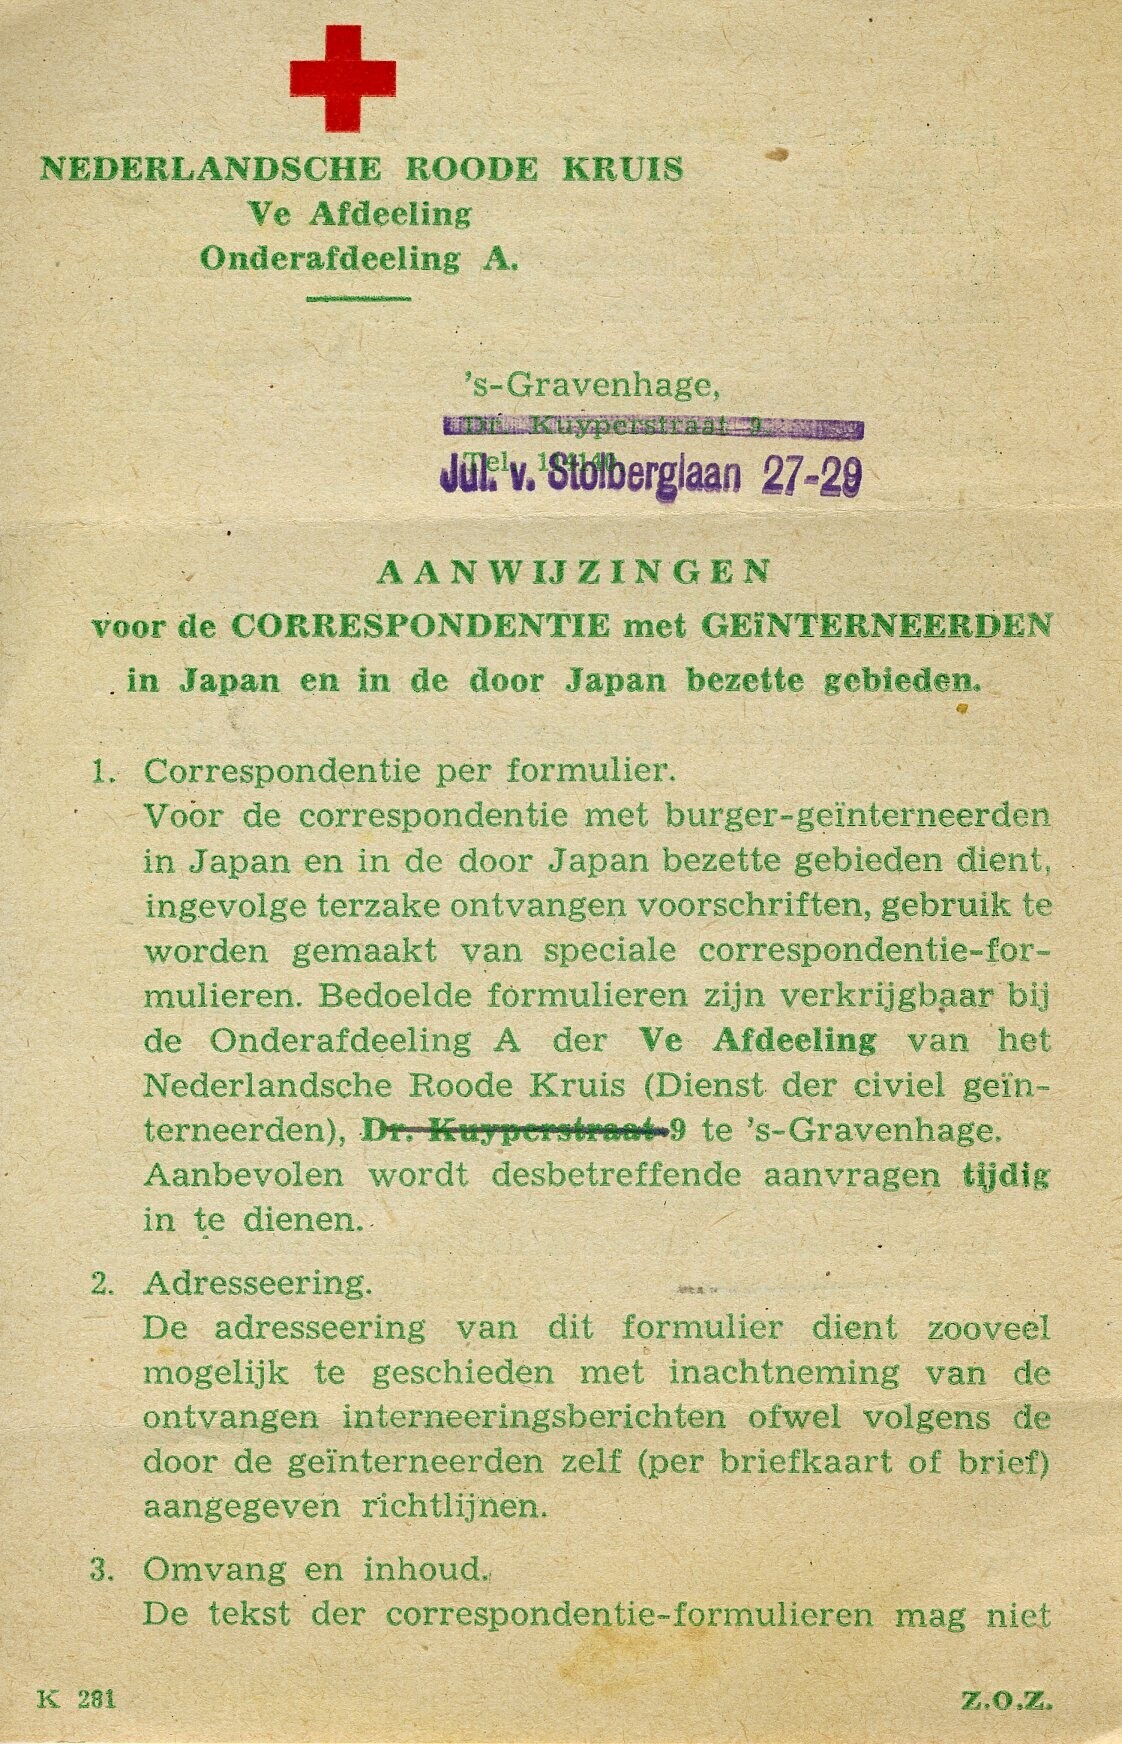 NEDERLANDSCHE ROODE KRUIS
Ve Afdeeling
Onderafdeeling A.
's-Gravenhage,
Dr. Kuyperstraat 9
Tel.
Jul. v. Stolberglaan 27-29
AANWIJZINGEN
voor de CORRESPONDENTIE met GEïNTERNEERDEN
in Japan en in de door Japan bezette gebieden.
1. Correspondentie per formulier.
Voor de correspondentie met burger-geïnterneerden
in Japan en in de door Japan bezette gebieden dient,
ingevolge terzake ontvangen voorschriften, gebruik te
worden gemaakt van speciale correspondentie-for-
mulieren. Bedoelde formulieren zijn verkrijgbaar bij
de Onderafdeeling A der Ve Afdeeling van het
Nederlandsche Roode Kruis (Dienst der civiel geïn-
terneerden), Dr. Kuyperstraat 9 te 's-Gravenhage.
Aanbevolen wordt desbetreffende aanvragen tijdig
in te dienen.
2. Adresseering.
De adresseering van dit formulier dient zooveel
mogelijk te geschieden met inachtneming van de
ontvangen interneeringsberichten ofwel volgens de
door de geïnterneerden zelf (per briefkaart of brief)
aangegeven richtlijnen.
3. Omvang en inhoud.
De tekst der correspondentie-formulieren mag niet
K 281
Z.O.Z.